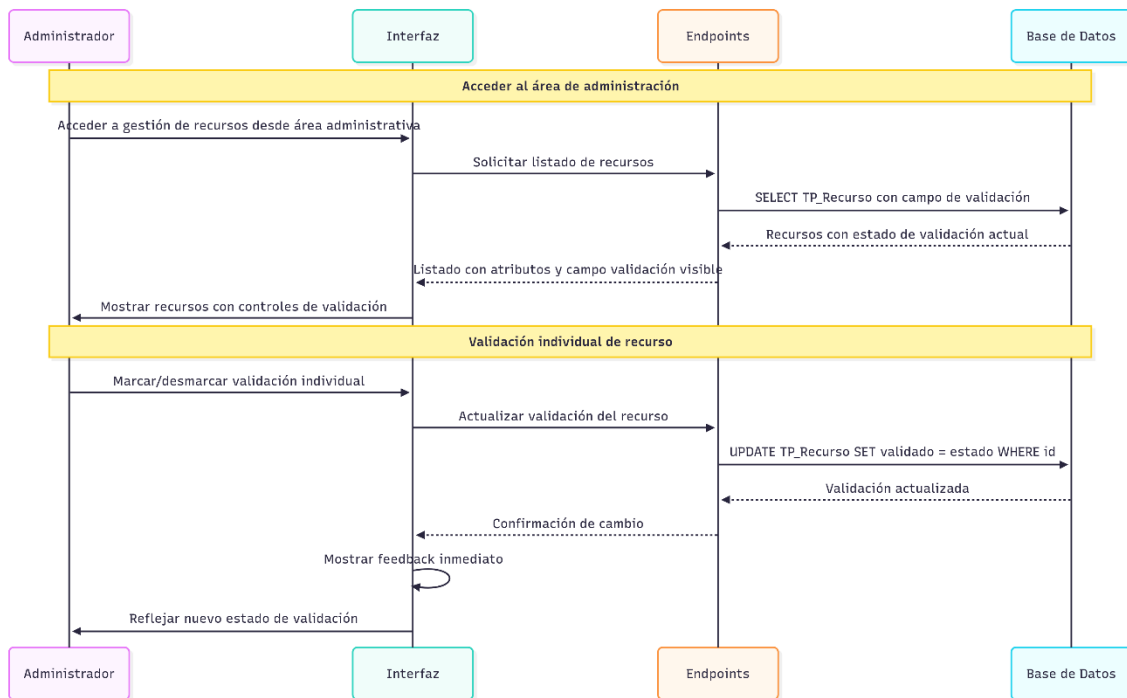 Administrador
Interfaz
Endpoints
Base de Datos
Acceder al área de administración
Acceder a gestión de recursos desde área administrativa
Solicitar listado de recursos
SELECT TP_Recurso con campo de validación
Recursos con estado de validación actual
Listado con atributos y campo validación visible
Mostrar recursos con controles de validación
Validación individual de recurso
Marcar/desmarcar validación individual
Actualizar validación del recurso
UPDATE TP_Recurso SET validado = estado WHERE id
Validación actualizada
Confirmación de cambio
Mostrar feedback inmediato
Reflejar nuevo estado de validación
Administrador
Interfaz
Endpoints
Base de Datos